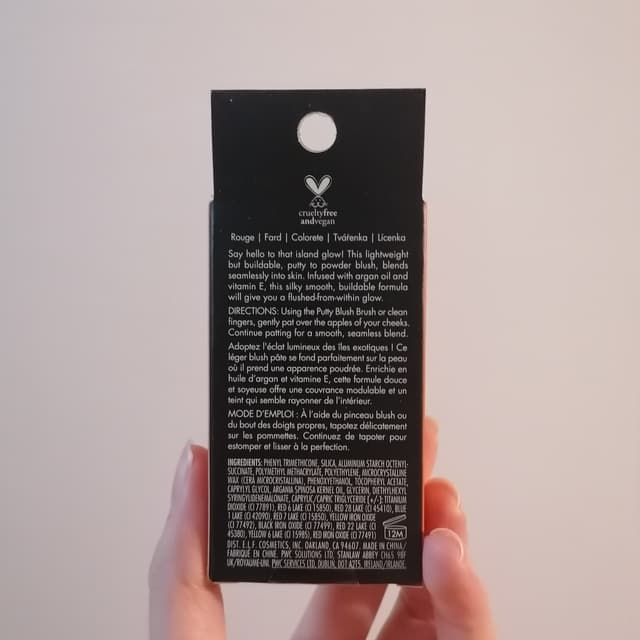 crueltyfree
andvegan
Rouge | Fard | Colorete | Tvářenka | Lícenka
Say hello to that island glow! This lightweight
but buildable, putty to powder blush, blends
seamlessly into skin. Infused with argan oil and
vitamin E, this silky smooth, buildable formula
will give you a flushed-from-within glow.
DIRECTIONS: Using the Putty Blush Brush or clean
fingers, gently pat over the apples of your cheeks.
Continue patting for a smooth, seamless blend.
Adoptez l'éclat lumineux des îles exotiques ! Ce
léger blush pâte se fond parfaitement sur la peau
où il prend une apparence poudrée. Enrichie en
huile d'argan et vitamine E, cette formule douce
et soyeuse offre une couvrance modulable et un
teint qui semble rayonner de l'intérieur.
MODE D'EMPLOI : À l'aide du pinceau blush ou
du bout des doigts propres, tapotez délicatement
sur les pommettes. Continuez de tapoter pour
estomper et lisser à la perfection.
INGREDIENTS: PHENYL TRIMETHICONE, SILICA, ALUMINUM STARCH OCTENYL-
SUCCINATE, POLYMETHYL METHACRYLATE, POLYETHYLENE, MICROCRYSTALLINE
WAX (CERA MICROCRISTALLINA), PHENOXYETHANOL, TOCOPHERYL ACETATE,
CAPRYLYL GLYCOL, ARGANIA SPINOSA KERNEL OIL, GLYCERIN, DIETHYLHEXYL
SYRINGYLIDENEMALONATE, CAPRYLIC/CAPRIC TRIGLYCERIDE [+/-]: TITANIUM
DIOXIDE (CI 77891), RED 6 LAKE (CI 15850), RED 28 LAKE (CI 45410), BLUE
1 LAKE (CI 42090), RED 7 LAKE (CI 15850), YELLOW IRON OXIDE
(CI 77492), BLACK IRON OXIDE (CI 77499), RED 22 LAKE (CI
45380), YELLOW 6 LAKE (CI 15985), RED IRON OXIDE (CI 77491)
12M
DIST. E.L.F. COSMETICS, INC. OAKLAND, CA 94607. MADE IN CHINA/
FABRIQUÉ EN CHINE. PWC SOLUTIONS LTD. STANLAW ABBEY CH65 9BF
UK/ROYAUME-UNI. PWC SERVICES LTD, DUBLIN, DO1 A2T5, IRELAND/IRLANDE.